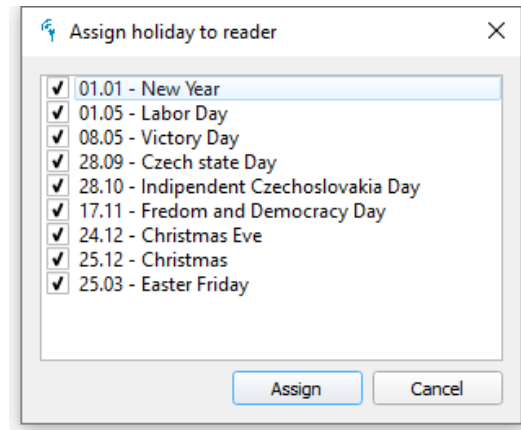 Assign holiday to reader
01.01 - New Year
01.05 - Labor Day
08.05 - Victory Day
28.09 - Czech state Day
28.10 - Indipendent Czechoslovakia Day
17.11 - Fredom and Democracy Day
24.12 - Christmas Eve
25.12 - Christmas
25.03 - Easter Friday
Assign Cancel